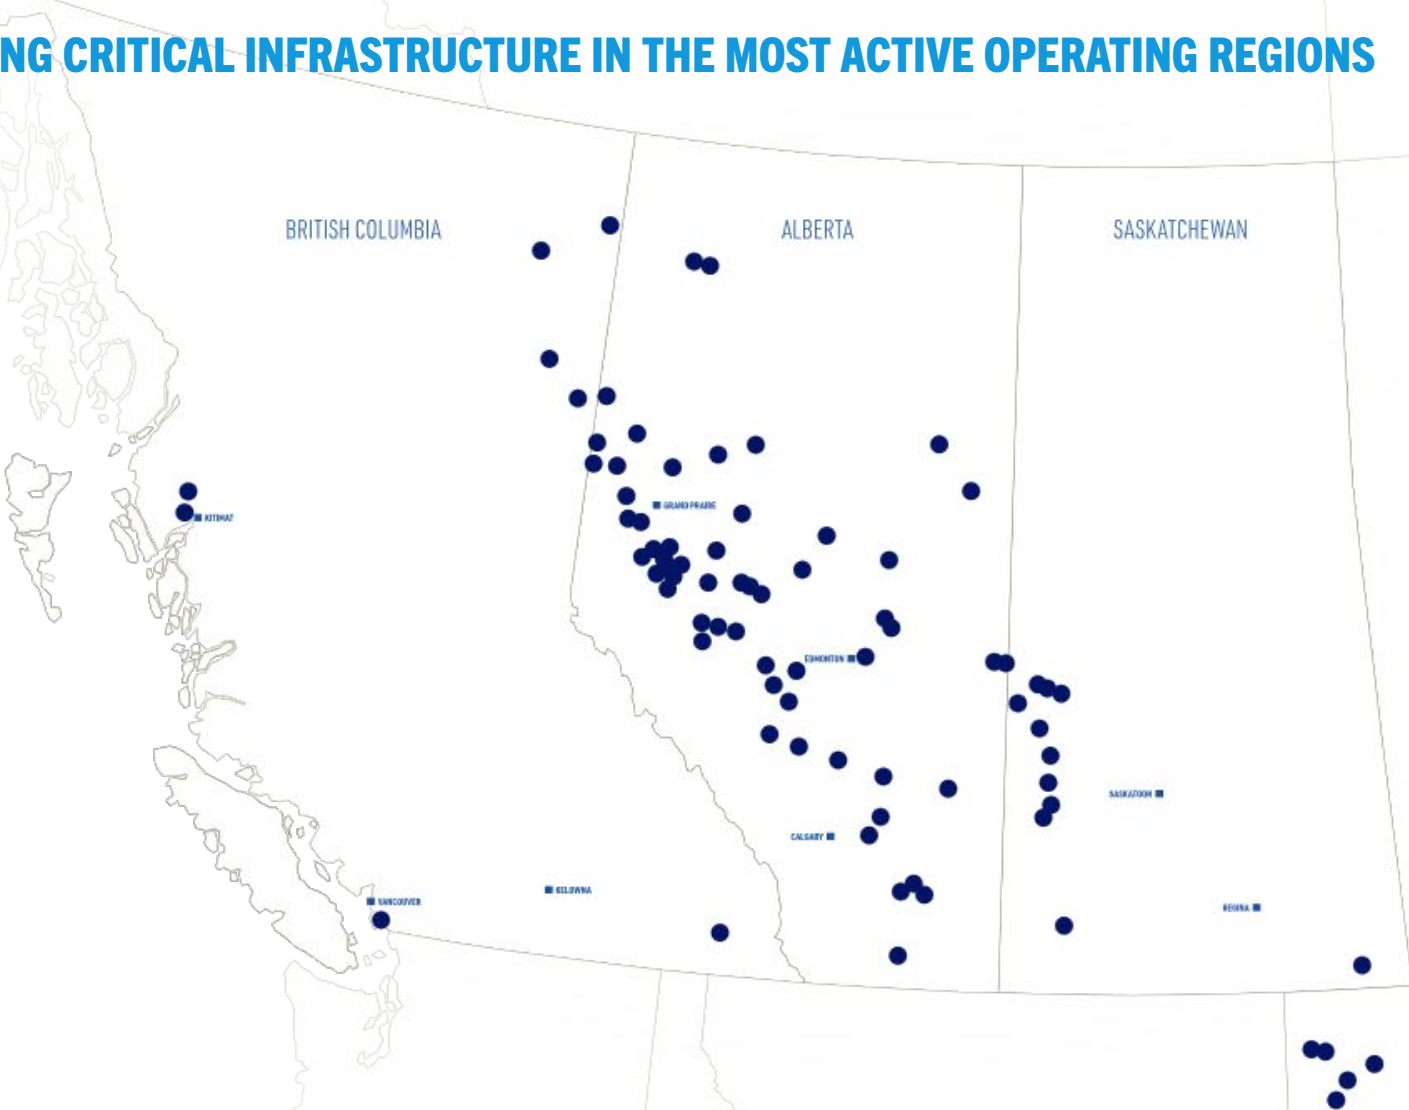 NG CRITICAL INFRASTRUCTURE IN THE MOST ACTIVE OPERATING REGIONS
BRITISH COLUMBIA
ALBERTA
SASKATCHEWAN
GRAND PRAIRIE
KITIMAT
EDMONTON
SASKATOON
CALGARY
KELOWNA
VANCOUVER
REGINA